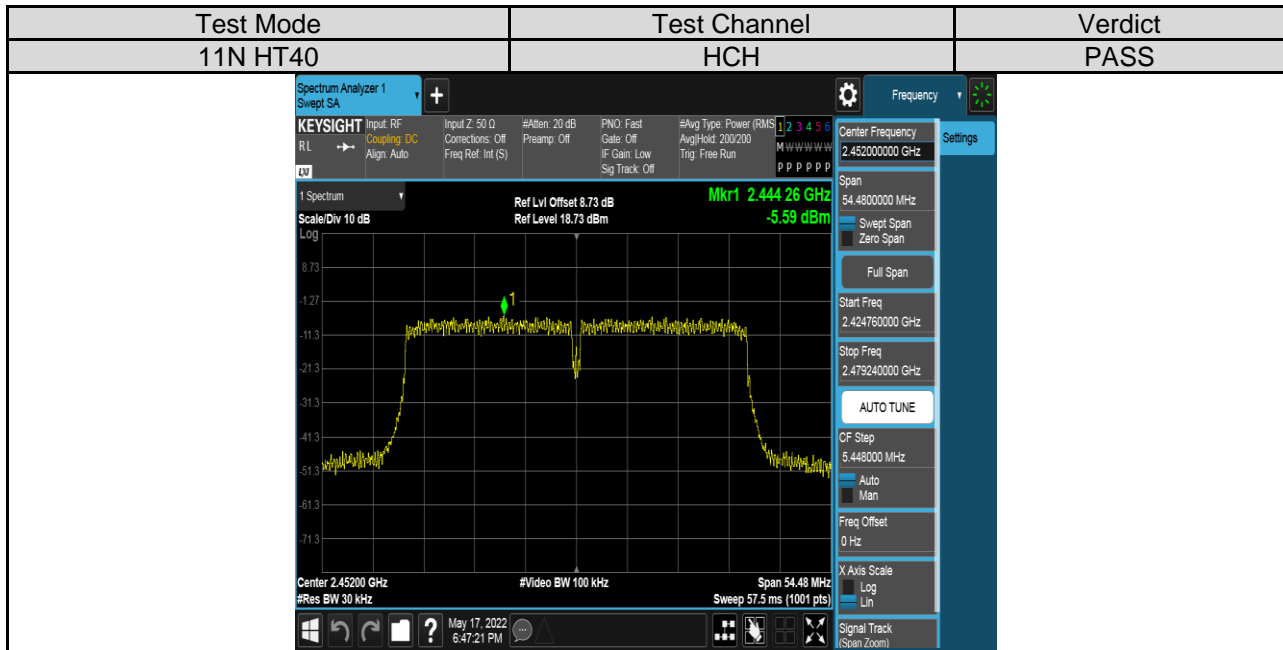 Test Mode Test Channel Verdict
11N HT40 HCH PASS
Spectrum Analyzer 1
Swept SA
+
Frequency
KEYSIGHT
RL
LXI
Input: RF
Coupling: DC
Align: Auto
Input Z: 50 Ω
Corrections: Off
Freq Ref: Int (S)
#Atten: 20 dB
Preamp: Off
PNO: Fast
Gate: Off
IF Gain: Low
Sig Track: Off
#Avg Type: Power (RMS
Avg|Hold: 200/200
Trig: Free Run
1 2 3 4 5 6
M W W W W W
P P P P P P
1 Spectrum
Scale/Div 10 dB
Log
Ref Lvl Offset 8.73 dB
Ref Level 18.73 dBm
Mkr1 2.444 26 GHz
-5.59 dBm
8.73
-1.27
-11.3
-21.3
-31.3
-41.3
-51.3
-61.3
-71.3
1
Center 2.45200 GHz
#Res BW 30 kHz
#Video BW 100 kHz
Span 54.48 MHz
Sweep 57.5 ms (1001 pts)
Center Frequency
2.452000000 GHz
Settings
Span
54.4800000 MHz
Swept Span
Zero Span
Full Span
Start Freq
2.424760000 GHz
Stop Freq
2.479240000 GHz
AUTO TUNE
CF Step
5.448000 MHz
Auto
Man
Freq Offset
0 Hz
X Axis Scale
Log
Lin
Signal Track
(Span Zoom)
?
May 17, 2022
6:47:21 PM